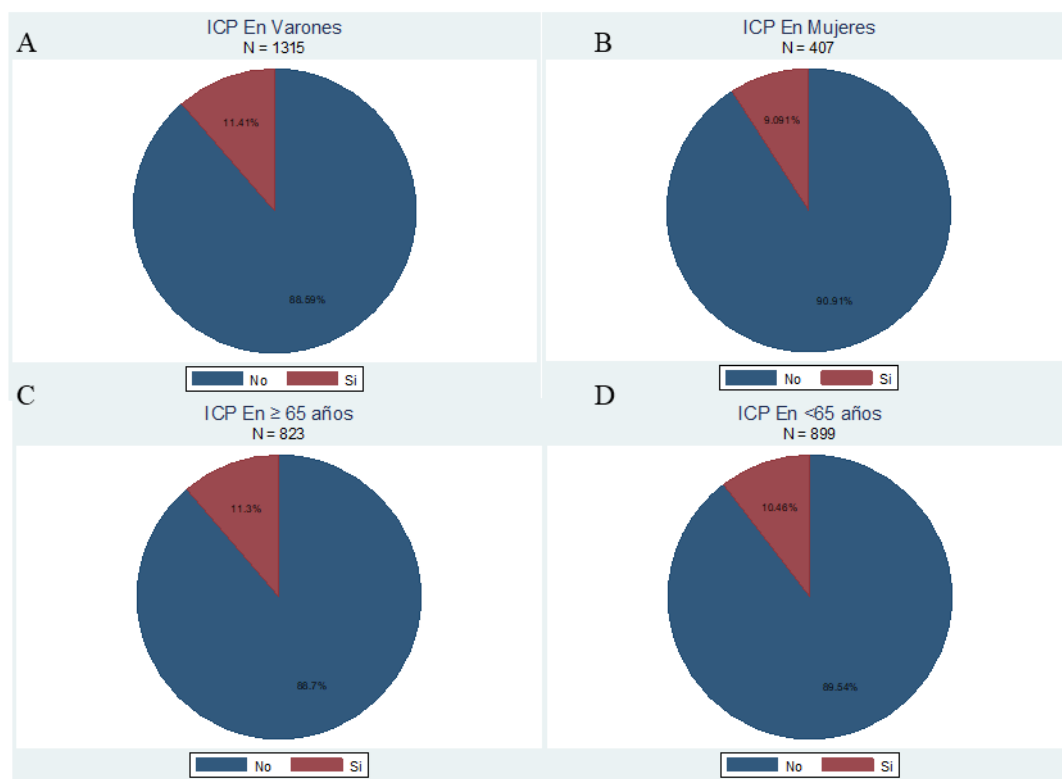 A
ICP En Varones
N = 1315
11.41%
88.59%
No Si
B
ICP En Mujeres
N = 407
9.091%
90.91%
No Si
C
ICP En ≥ 65 años
N = 823
11.3%
88.7%
No Si
D
ICP En <65 años
N = 899
10.46%
89.54%
No Si